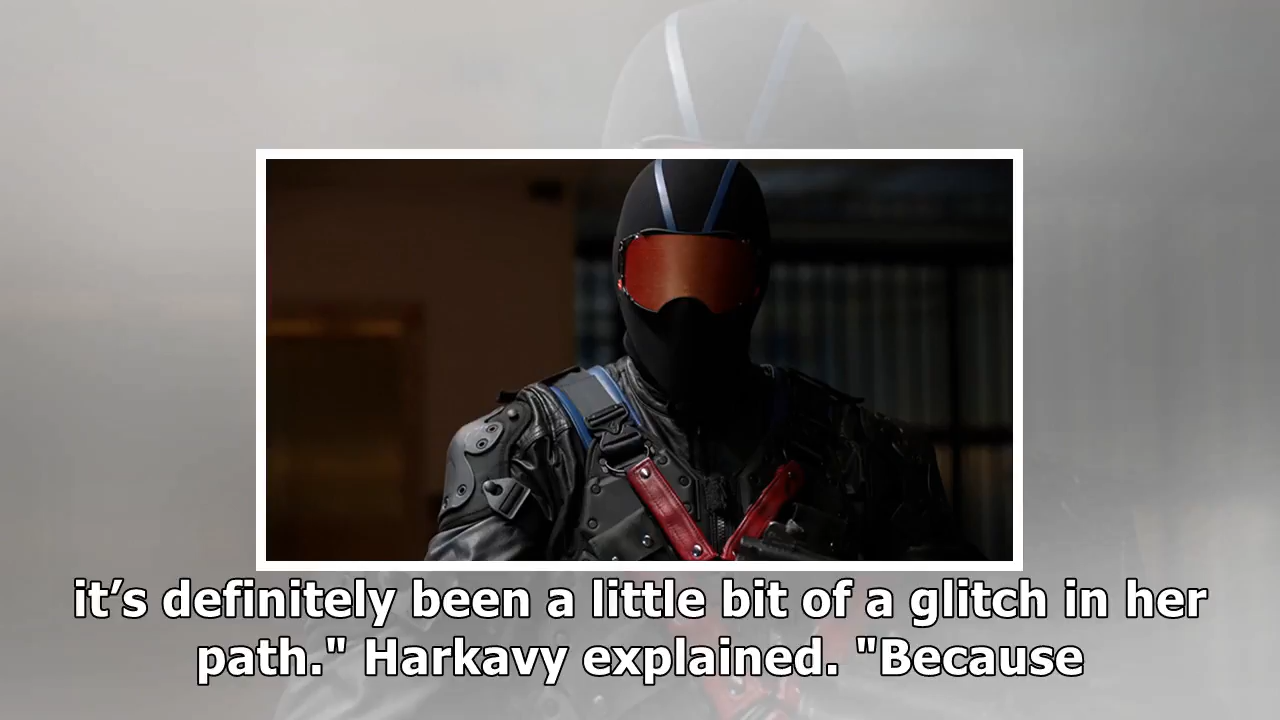 it’s definitely been a little bit of a glitch in her
path." Harkavy explained. "Because